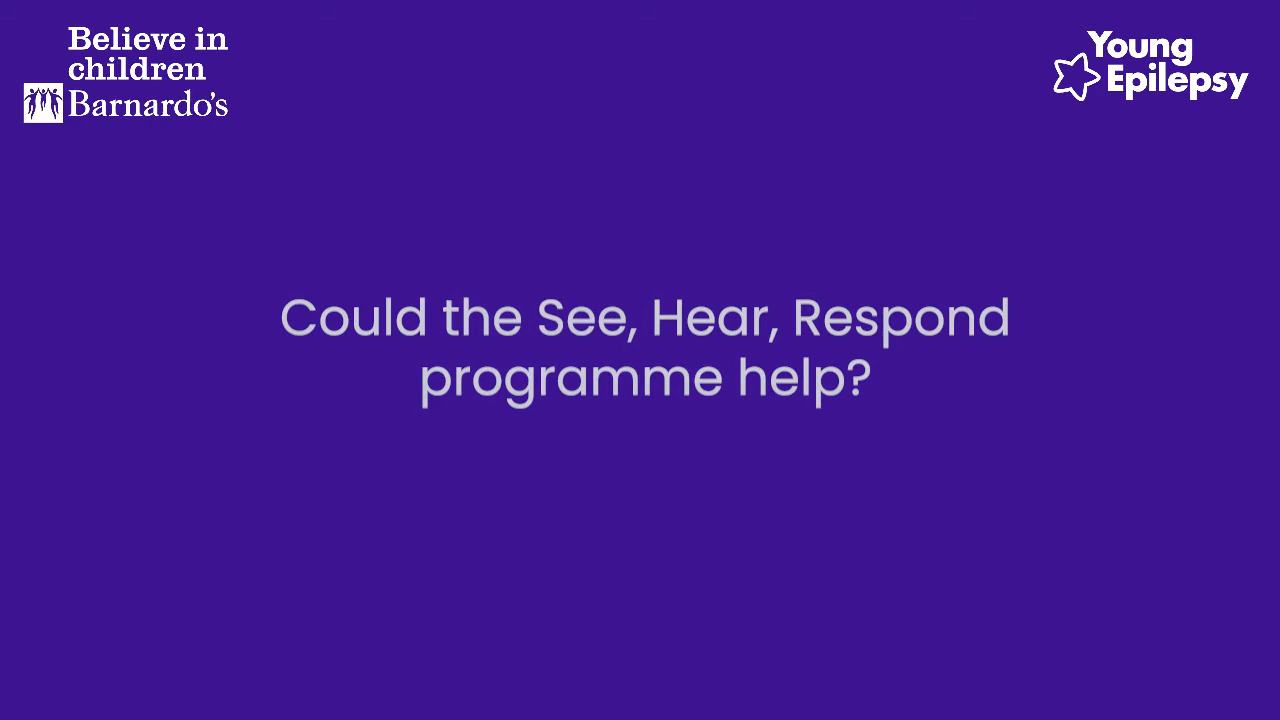 Believe in
children
Barnardo's
Young
Epilepsy
Could the See, Hear, Respond
programme help?